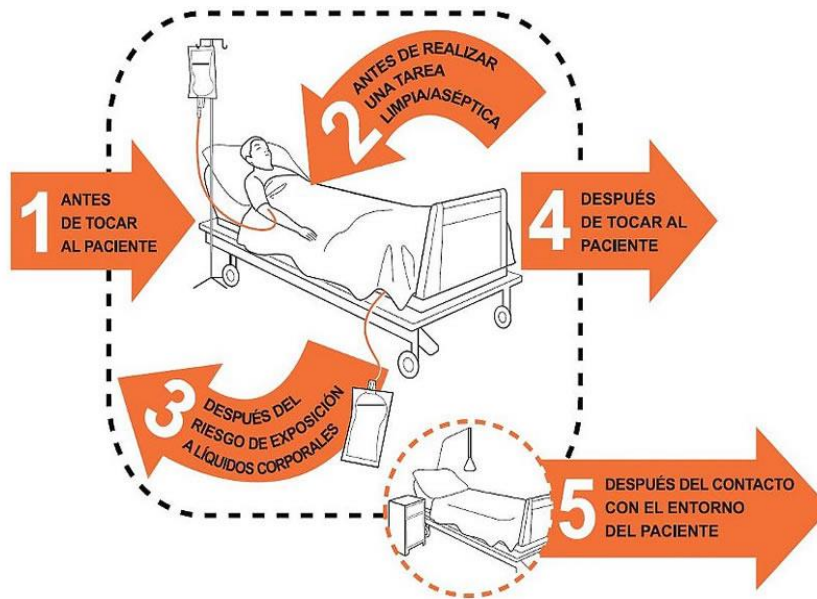 1 ANTES
DE TOCAR
AL PACIENTE
2 ANTES DE REALIZAR
UNA TAREA
LIMPIA/ASÉPTICA
3 DESPUÉS DEL
RIESGO DE EXPOSICIÓN
A LÍQUIDOS CORPORALES
4 DESPUÉS
DE TOCAR AL
PACIENTE
5 DESPUÉS DEL CONTACTO
CON EL ENTORNO
DEL PACIENTE